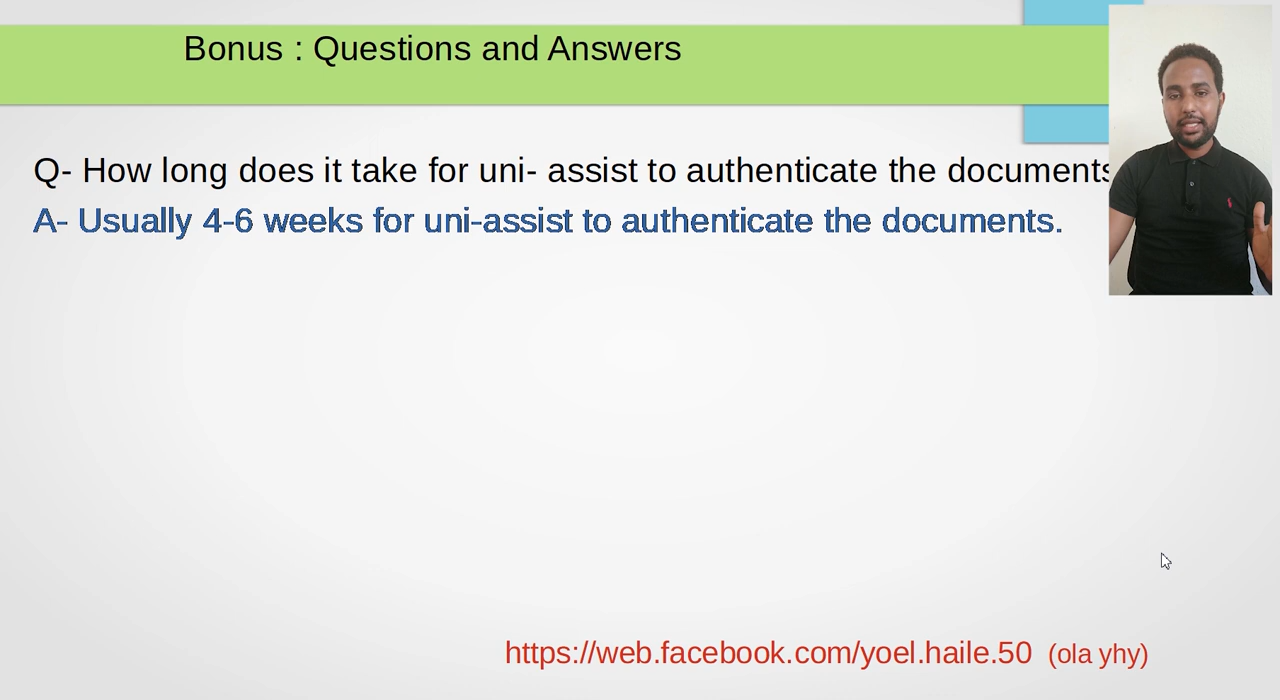 Bonus : Questions and Answers
Q- How long does it take for uni- assist to authenticate the documents
A- Usually 4-6 weeks for uni-assist to authenticate the documents.
https://web.facebook.com/yoel.haile.50 (ola yhy)